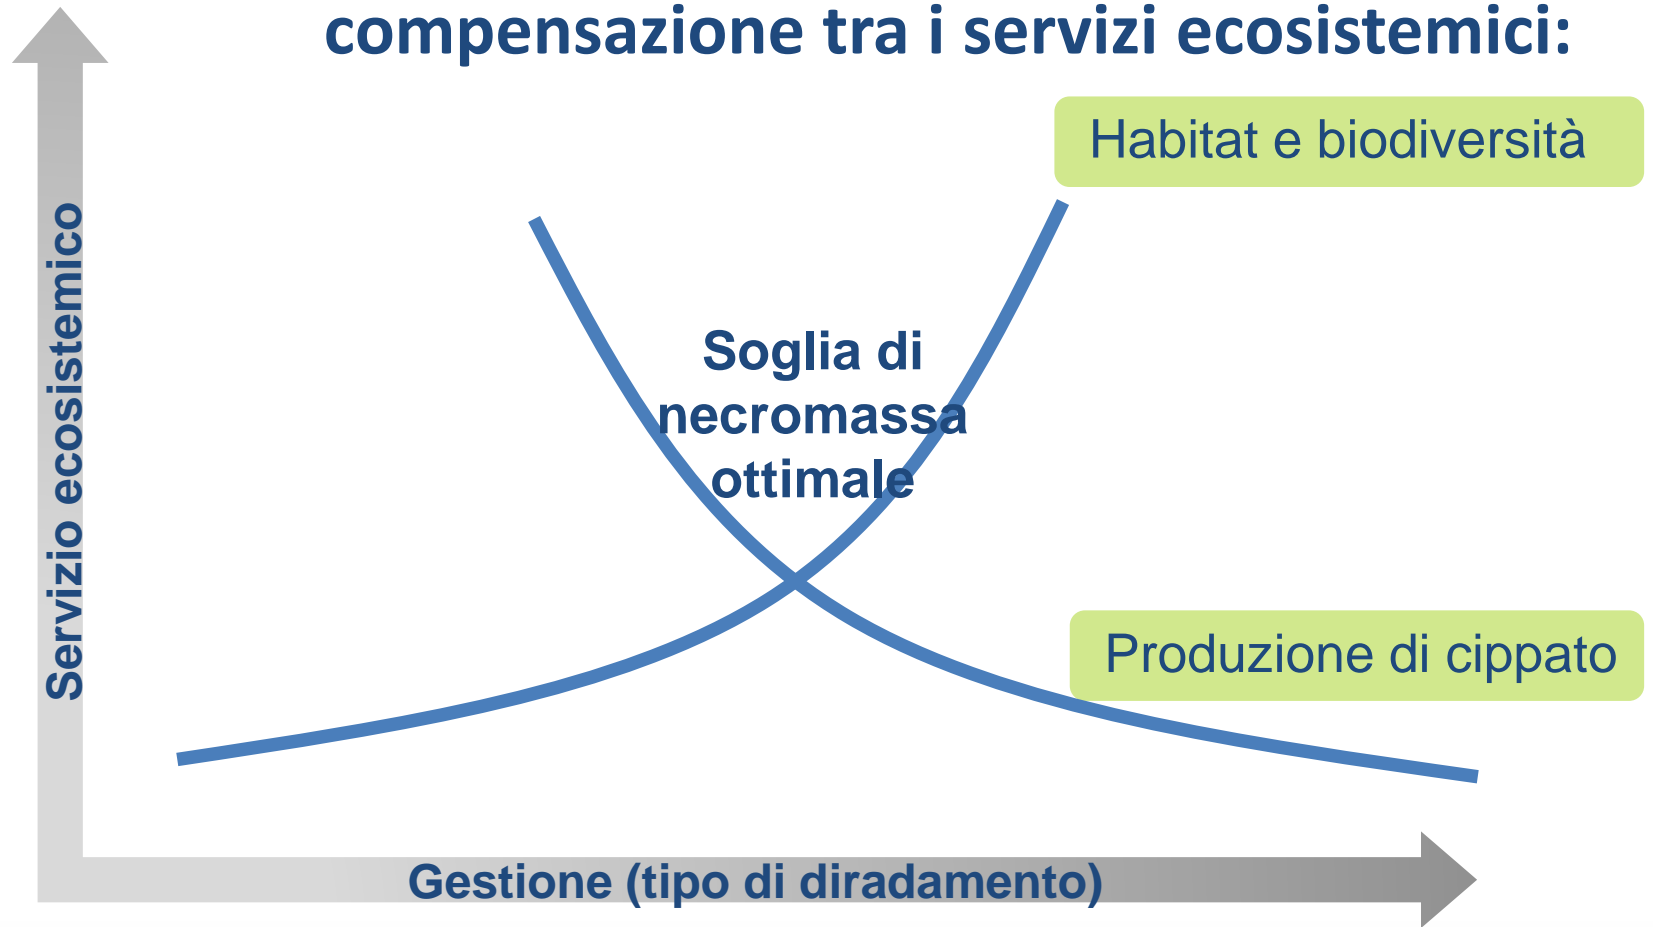 compensazione tra i servizi ecosistemici:
Habitat e biodiversità
Soglia di
necromassa
ottimale
Servizio ecosistemico
Produzione di cippato
Gestione (tipo di diradamento)